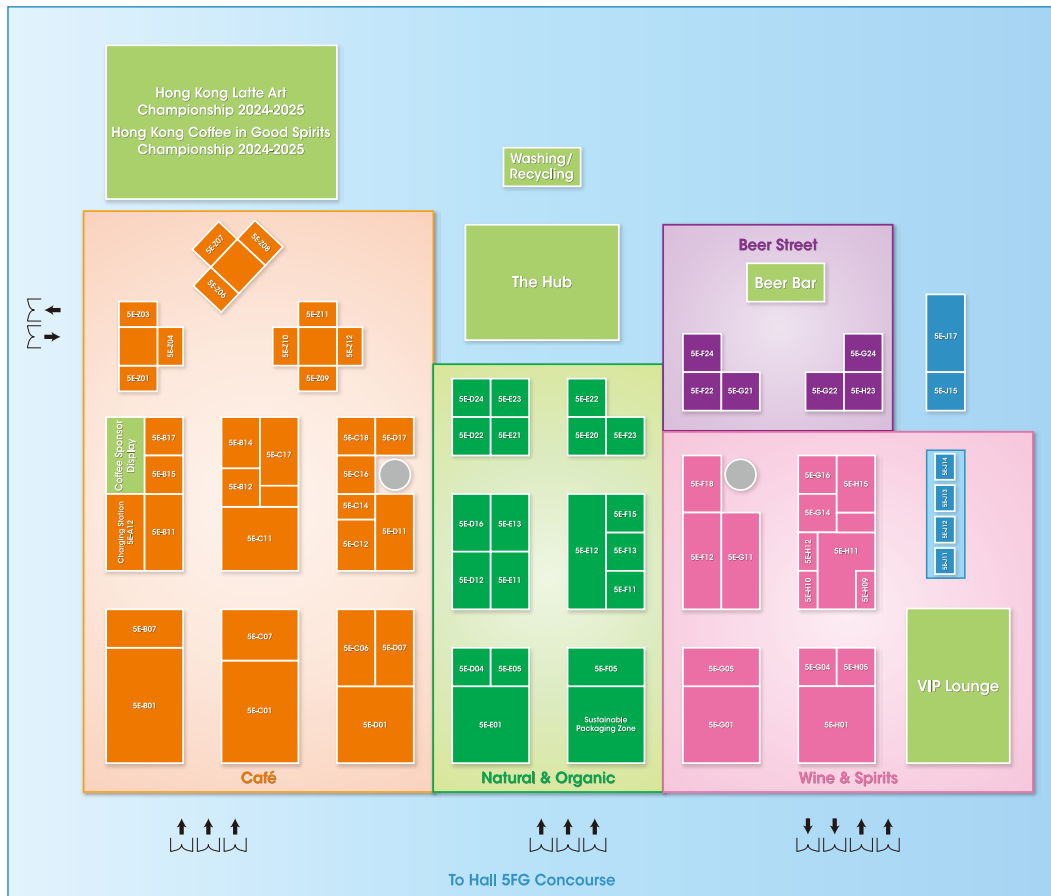 Hong Kong Latte Art
Championship 2024-2025
Hong Kong Coffee in Good Spirits
Championship 2024-2025
Washing/
Recycling
The Hub
Beer Street
Beer Bar
5E-Z07
5E-Z08
5E-Z06
5E-Z03
5E-Z04
5E-Z01
5E-Z11
5E-Z10
5E-Z12
5E-Z09
5E-F24
5E-F22
5E-G21
5E-G24
5E-G22
5E-H23
5E-J17
5E-J15
Coffee Sponsor
Display
5E-B17
5E-B15
Charging Station
5E-A12
5E-B11
5E-B14
5E-C17
5E-B12
5E-C11
5E-C18
5E-D17
5E-C16
5E-C14
5E-C12
5E-D11
5E-D24
5E-E23
5E-D22
5E-E21
5E-E22
5E-E20
5E-F23
5E-D16
5E-E13
5E-D12
5E-E11
5E-E12
5E-F15
5E-F13
5E-F11
5E-F18
5E-F12
5E-G11
5E-G16
5E-H15
5E-G14
5E-H12
5E-H11
5E-H10
5E-H09
5E-J14
5E-J13
5E-J12
5E-J11
5E-B07
5E-B01
5E-C07
5E-C01
5E-C06
5E-D07
5E-D01
5E-D04
5E-E05
5E-E01
5E-F05
Sustainable
Packaging Zone
5E-G05
5E-G01
5E-G04
5E-H05
5E-H01
VIP Lounge
Café
Natural & Organic
Wine & Spirits
To Hall 5FG Concourse